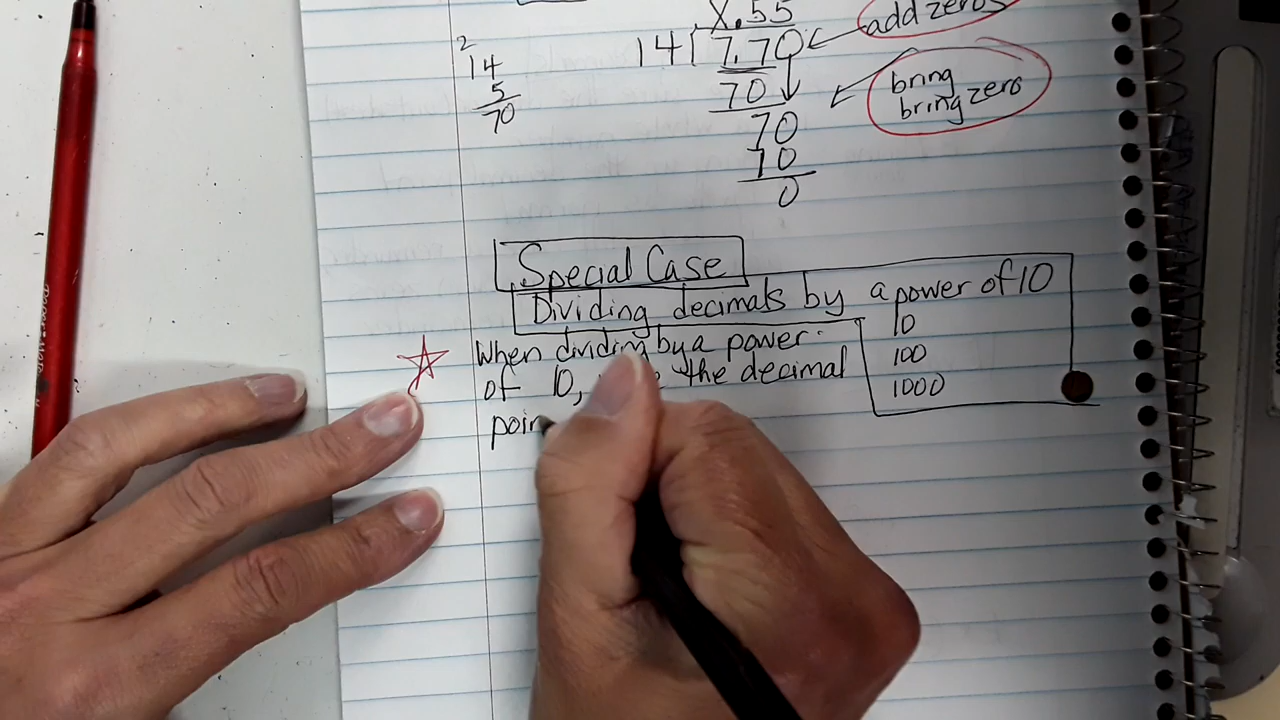 X.55
add zeros
14 7.70
2
14
5
70
70
bring
bring zero
70
70
0
Special Case
Dividing decimals by a power of 10
10
100
1000
When dividing by a power
of 10, the decimal
poin